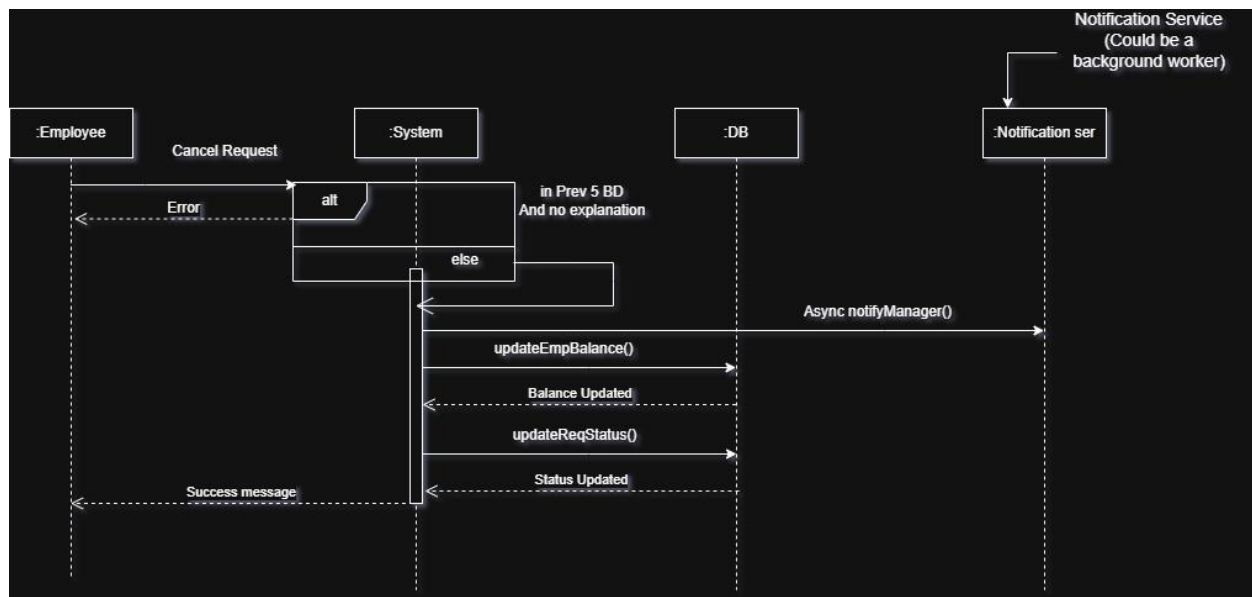 Notification Service
(Could be a
background worker)
:Employee
:System
:DB
:Notification ser
Cancel Request
alt
in Prev 5 BD
And no explanation
Error
else
Async notifyManager()
updateEmpBalance()
Balance Updated
updateReqStatus()
Status Updated
Success message